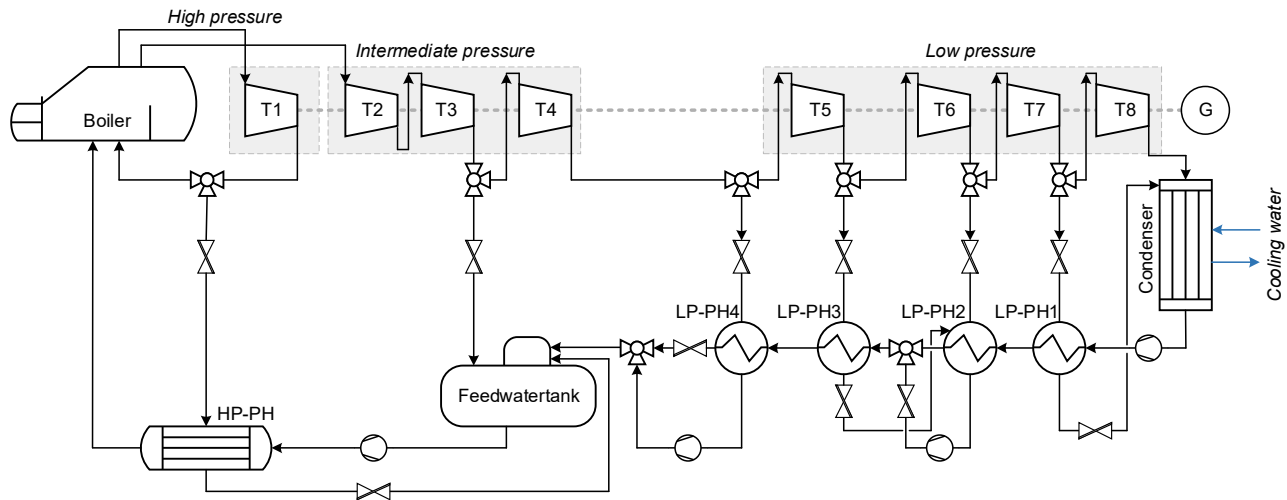 High pressure
Intermediate pressure
Low pressure
Boiler
T1
T2
T3
T4
T5
T6
T7
T8
G
Condenser
Cooling water
LP-PH4
LP-PH3
LP-PH2
LP-PH1
Feedwatertank
HP-PH